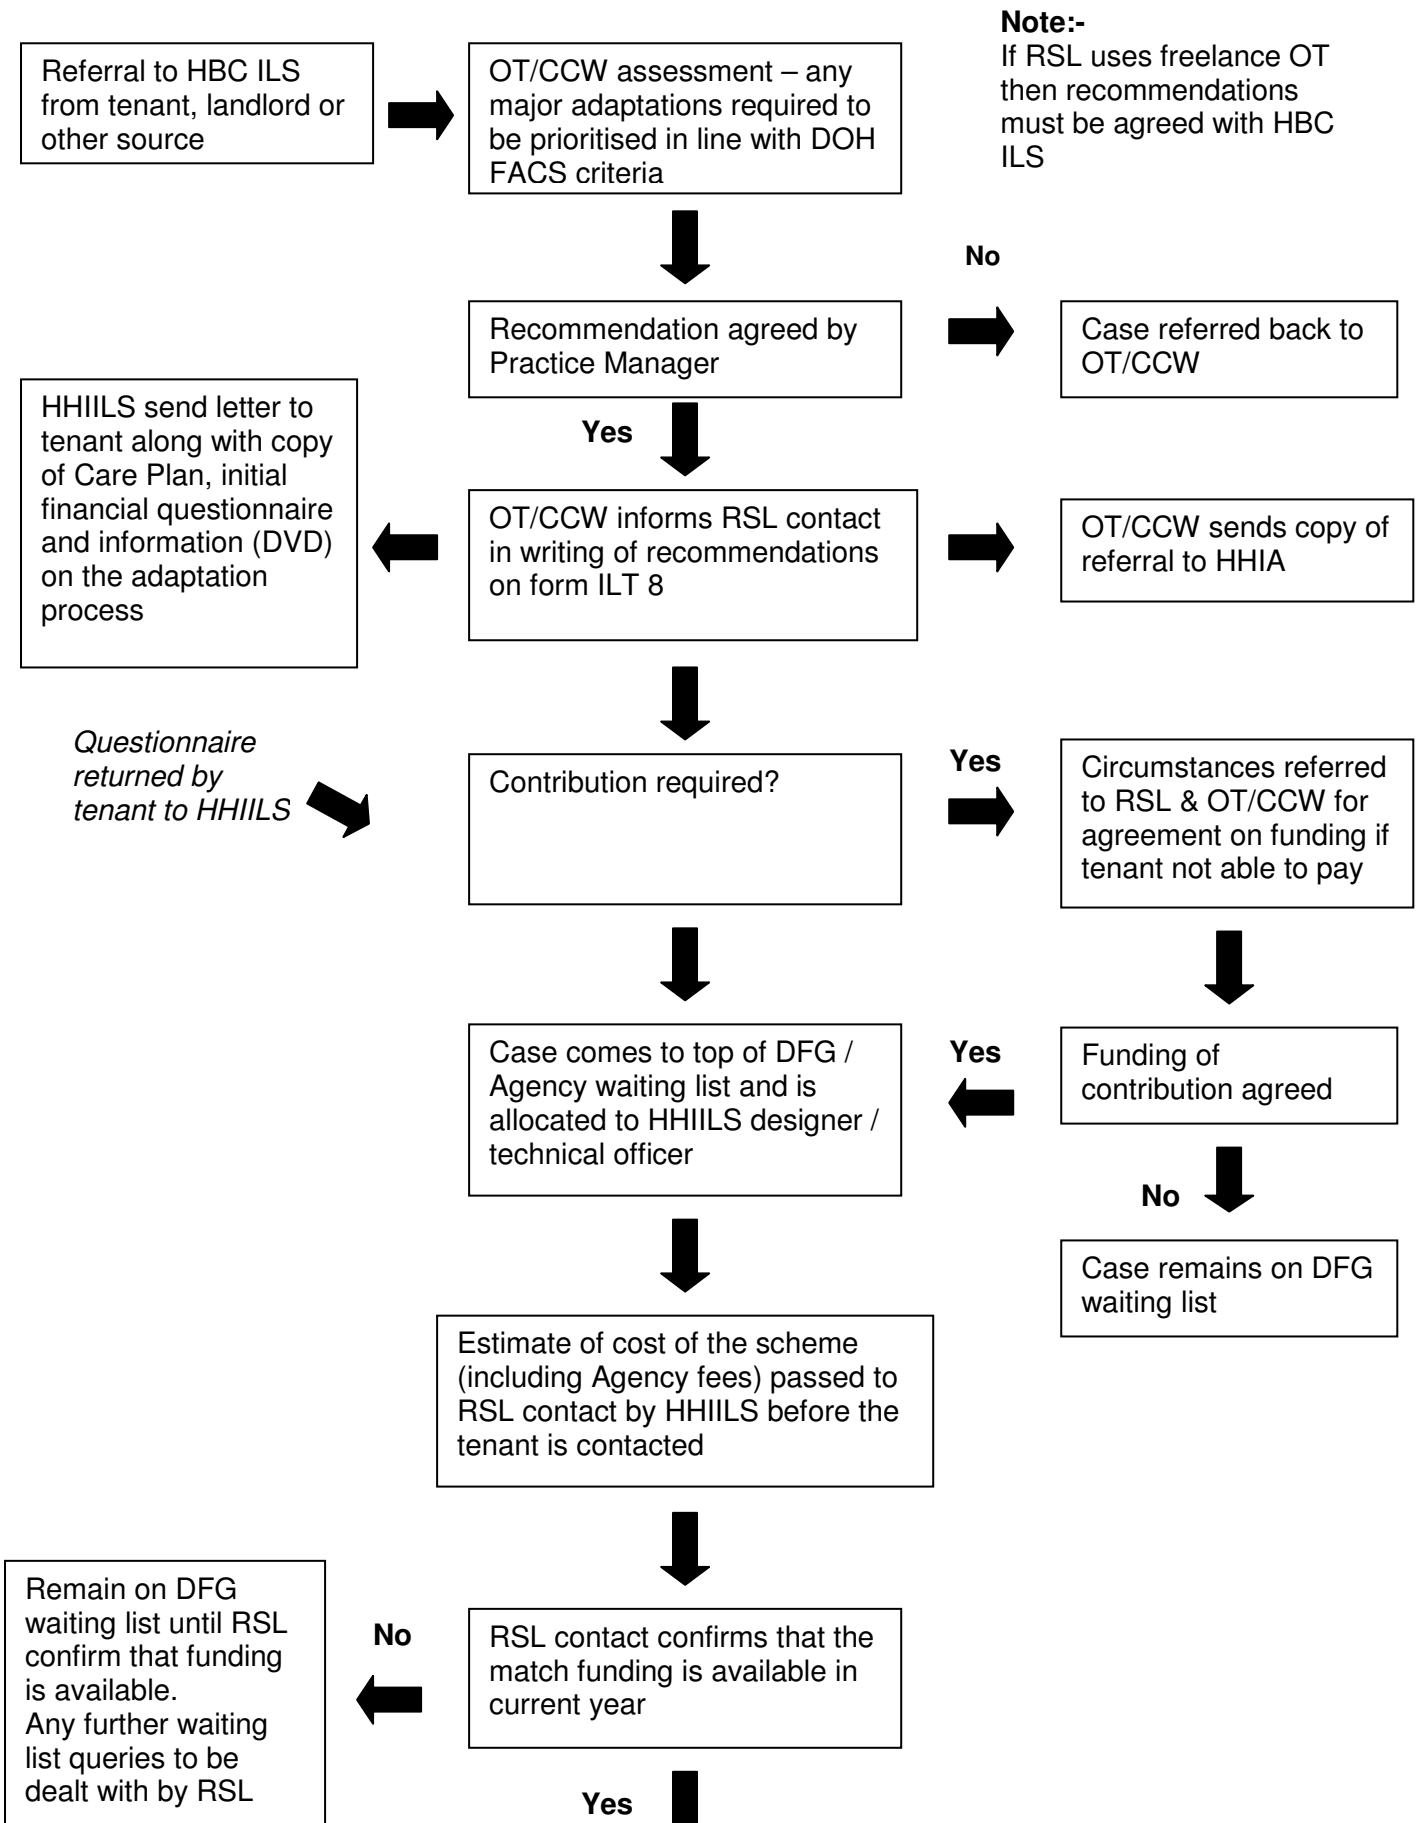 Note:-
If RSL uses freelance OT
then recommendations
must be agreed with HBC
ILS
Referral to HBC ILS
from tenant, landlord or
other source
OT/CCW assessment – any
major adaptations required to
be prioritised in line with DOH
FACS criteria
No
Recommendation agreed by
Practice Manager
Case referred back to
OT/CCW
Yes
HHIILS send letter to
tenant along with copy
of Care Plan, initial
financial questionnaire
and information (DVD)
on the adaptation
process
OT/CCW informs RSL contact
in writing of recommendations
on form ILT 8
OT/CCW sends copy of
referral to HHIA
Questionnaire
returned by
tenant to HHIILS
Contribution required?
Yes
Circumstances referred
to RSL & OT/CCW for
agreement on funding if
tenant not able to pay
Case comes to top of DFG /
Agency waiting list and is
allocated to HHIILS designer /
technical officer
Yes
Funding of
contribution agreed
No
Case remains on DFG
waiting list
Estimate of cost of the scheme
(including Agency fees) passed to
RSL contact by HHIILS before the
tenant is contacted
Remain on DFG
waiting list until RSL
confirm that funding
is available.
Any further waiting
list queries to be
dealt with by RSL
No
RSL contact confirms that the
match funding is available in
current year
Yes